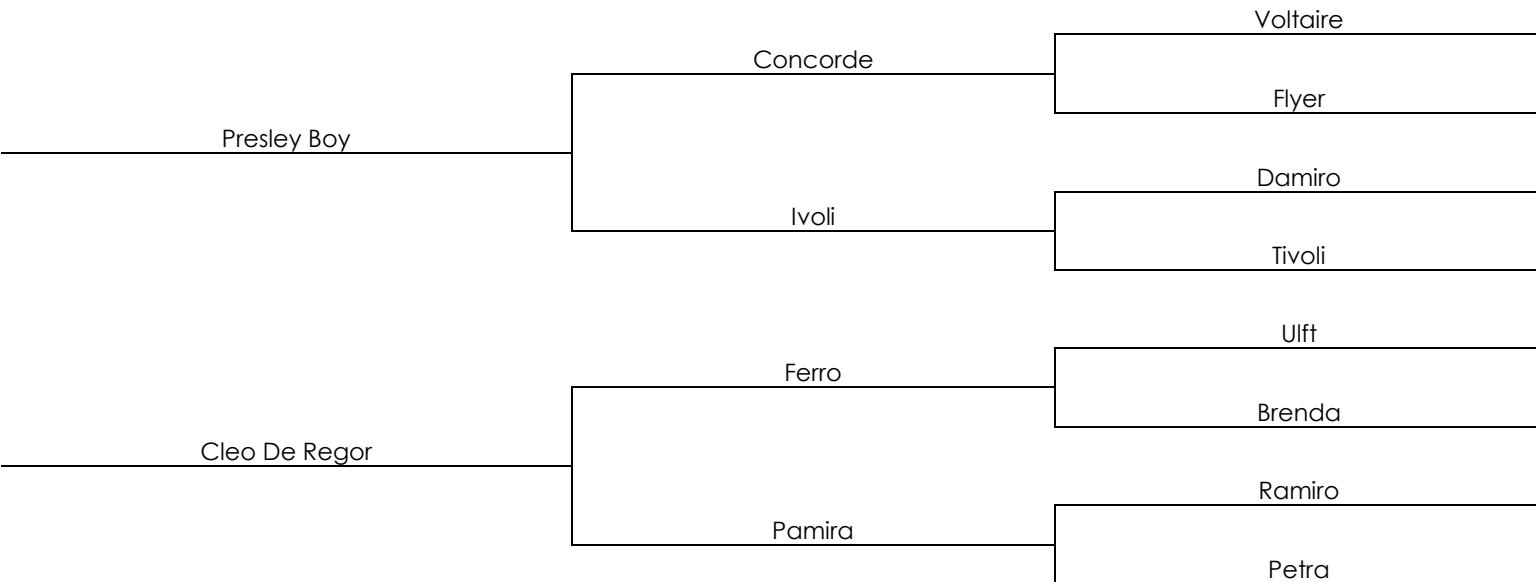 Voltaire
Concorde
Flyer
Presley Boy
Damiro
Ivoli
Tivoli
Ulft
Ferro
Brenda
Cleo De Regor
Ramiro
Pamira
Petra